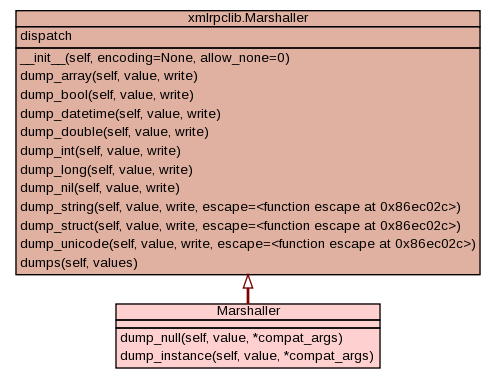 xmlrpclib.Marshaller
dispatch
__init__(self, encoding=None, allow_none=0)
dump_array(self, value, write)
dump_bool(self, value, write)
dump_datetime(self, value, write)
dump_double(self, value, write)
dump_int(self, value, write)
dump_long(self, value, write)
dump_nil(self, value, write)
dump_string(self, value, write, escape=<function escape at 0x86ec02c>)
dump_struct(self, value, write, escape=<function escape at 0x86ec02c>)
dump_unicode(self, value, write, escape=<function escape at 0x86ec02c>)
dumps(self, values)
Marshaller
dump_null(self, value, *compat_args)
dump_instance(self, value, *compat_args)